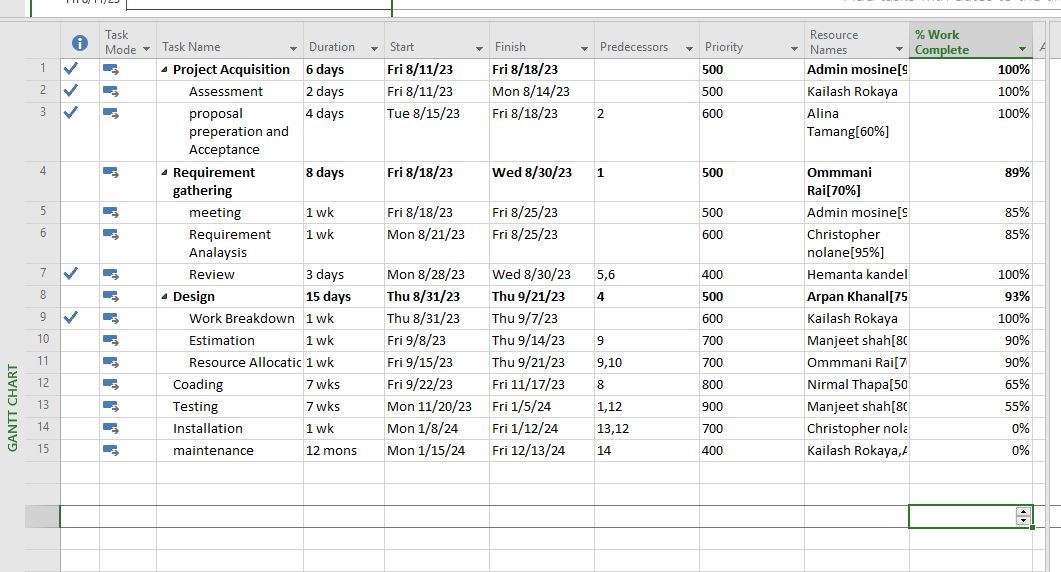 Task Mode Task Name Duration Start Finish Predecessors Priority Resource Names % Work Complete
1 Project Acquisition 6 days Fri 8/11/23 Fri 8/18/23 500 Admin mosine[9 100%
2 Assessment 2 days Fri 8/11/23 Mon 8/14/23 500 Kailash Rokaya 100%
3 proposal preperation and Acceptance 4 days Tue 8/15/23 Fri 8/18/23 2 600 Alina Tamang[60%] 100%
4 Requirement gathering 8 days Fri 8/18/23 Wed 8/30/23 1 500 Ommmani Rai[70%] 89%
5 meeting 1 wk Fri 8/18/23 Fri 8/25/23 500 Admin mosine[9 85%
6 Requirement Analaysis 1 wk Mon 8/21/23 Fri 8/25/23 600 Christopher nolane[95%] 85%
7 Review 3 days Mon 8/28/23 Wed 8/30/23 5,6 400 Hemanta kandel 100%
8 Design 15 days Thu 8/31/23 Thu 9/21/23 4 500 Arpan Khanal[75 93%
9 Work Breakdown 1 wk Thu 8/31/23 Thu 9/7/23 600 Kailash Rokaya 100%
10 Estimation 1 wk Fri 9/8/23 Thu 9/14/23 9 700 Manjeet shah[80 90%
11 Resource Allocatic 1 wk Fri 9/15/23 Thu 9/21/23 9,10 700 Ommmani Rai[7 90%
12 Coading 7 wks Fri 9/22/23 Fri 11/17/23 8 800 Nirmal Thapa[50 65%
13 Testing 7 wks Mon 11/20/23 Fri 1/5/24 1,12 900 Manjeet shah[80 55%
14 Installation 1 wk Mon 1/8/24 Fri 1/12/24 13,12 700 Christopher nola 0%
15 maintenance 12 mons Mon 1/15/24 Fri 12/13/24 14 400 Kailash Rokaya,A 0%
GANTT CHART